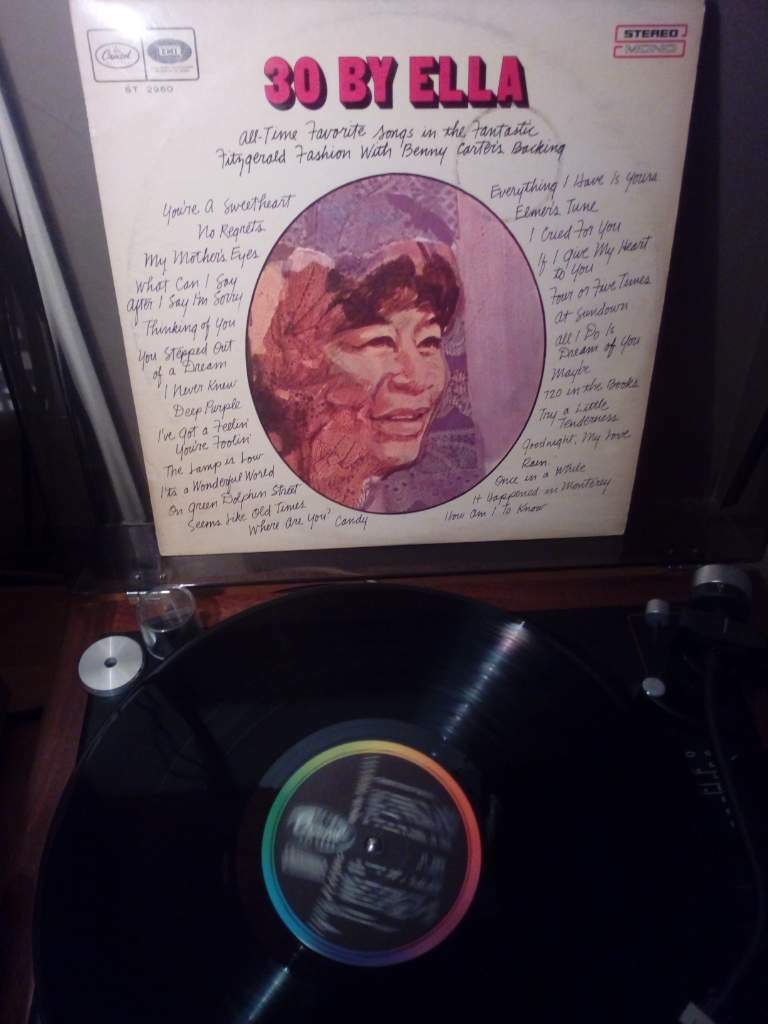 Capitol
EMI
STEREO
MONO
ST 2960
30 BY ELLA
All-Time Favorite Songs in the Fantastic
Fitzgerald Fashion With Benny Carter's Backing
You're A Sweetheart
No Regrets
My Mother's Eyes
What Can I Say
After I Say I'm Sorry
Thinking of You
You Stepped Out
of a Dream
I Never Knew
Deep Purple
I've Got a Feelin'
You're Foolin'
The Lamp is Low
It's a Wonderful World
On Green Dolphin Street
Seems Like Old Times
Where Are You? Candy
Everything I Have Is Yours
Elmer's Tune
I Cried For You
If I Give My Heart
to You
Four or Five Times
At Sundown
All I Do Is
Dream of You
Maybe
720 in the Books
Try a Little
Tenderness
Goodnight, My Love
Rain
Once in a While
It Happened in Monterey
How Am I To Know